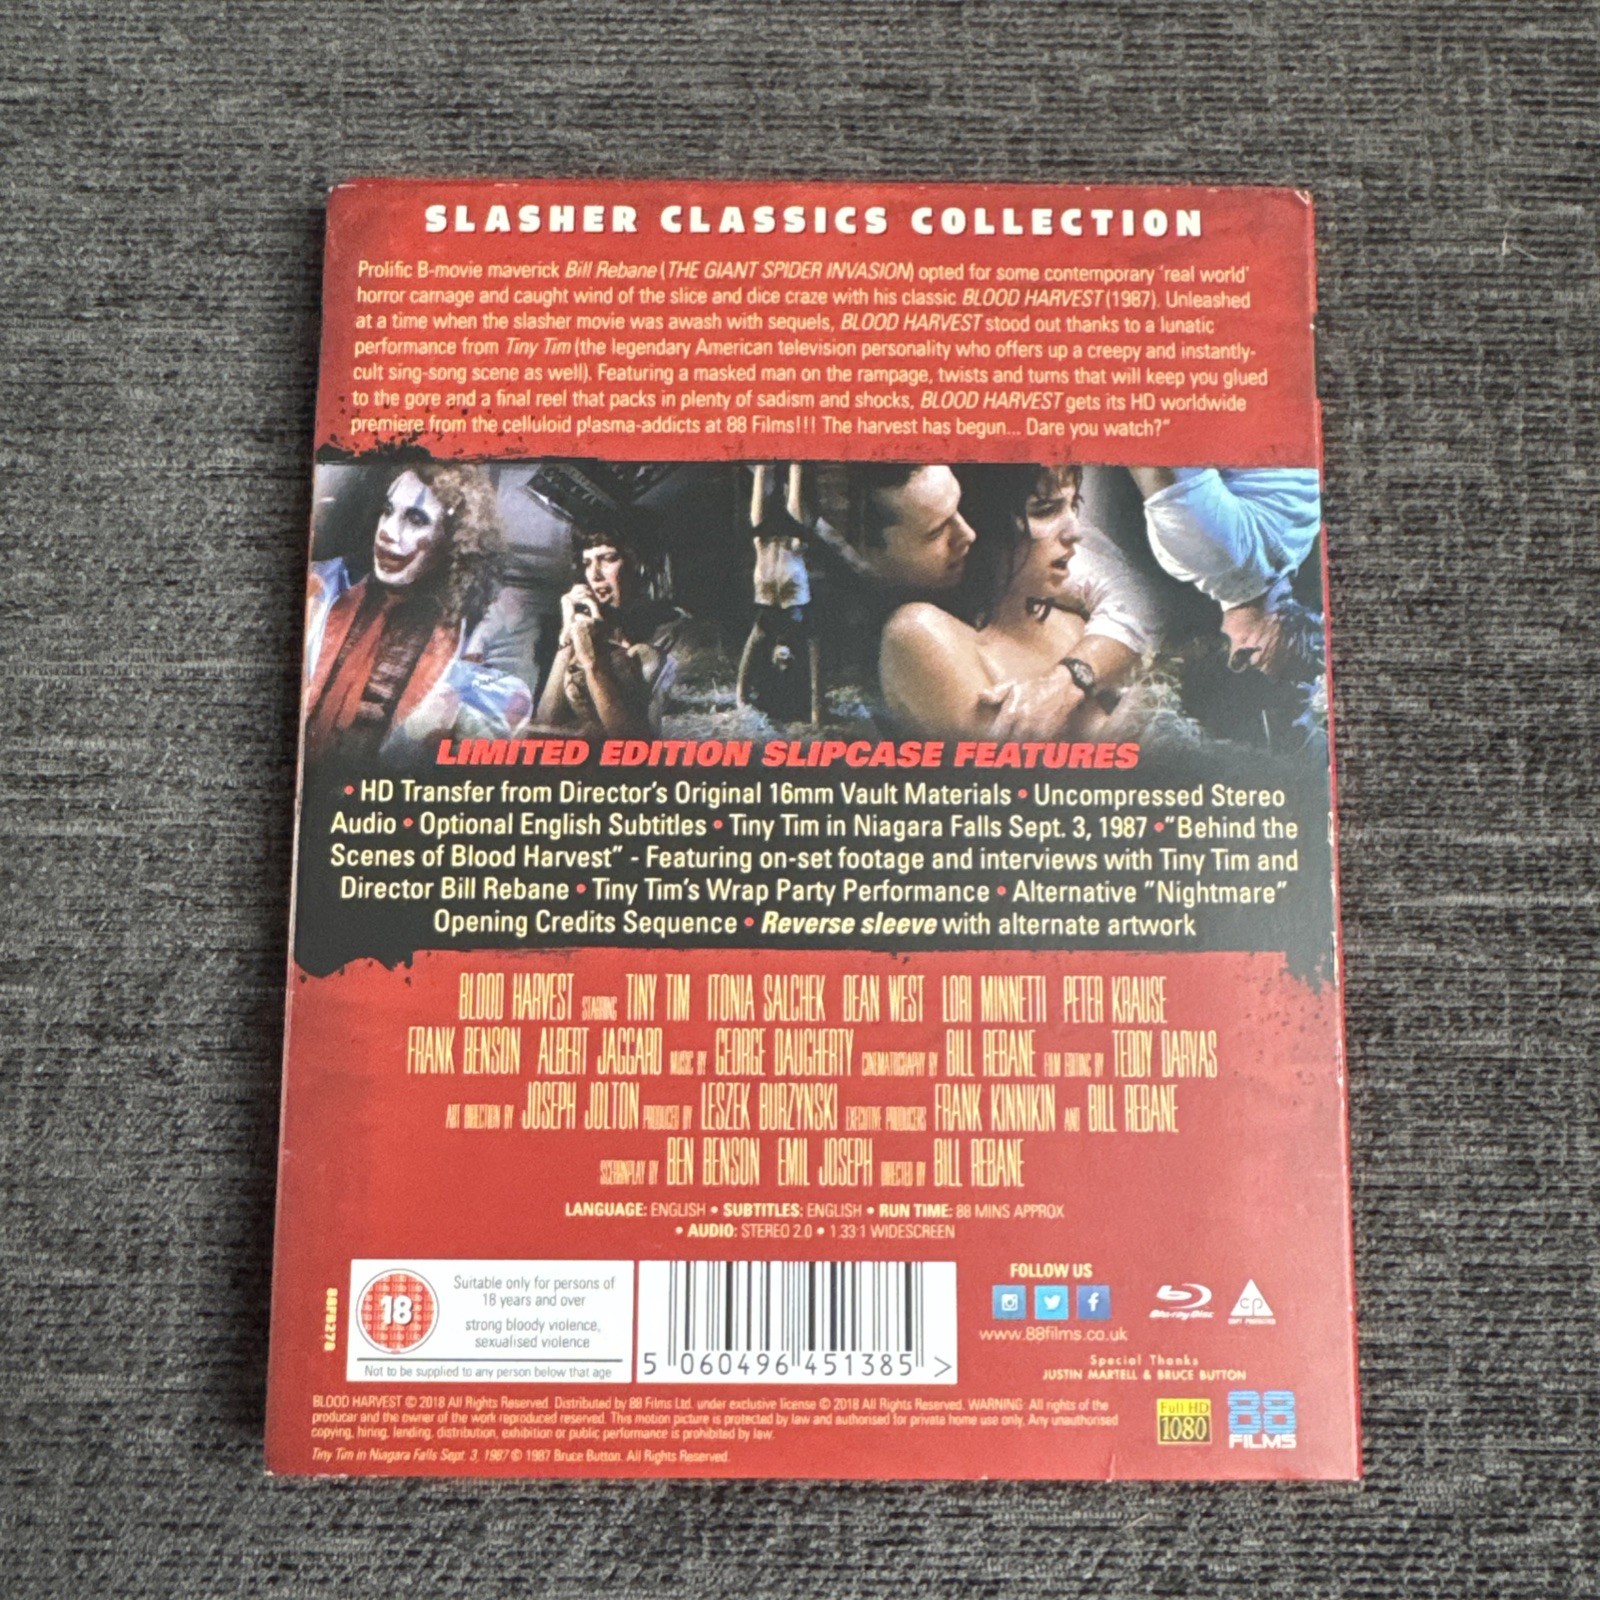 SLASHER CLASSICS COLLECTION
Prolific B-movie maverick Bill Rebane (THE GIANT SPIDER INVASION) opted for some contemporary 'real world'
horror carnage and caught wind of the slice and dice craze with his classic BLOOD HARVEST (1987). Unleashed
at a time when the slasher movie was awash with sequels, BLOOD HARVEST stood out thanks to a lunatic
performance from Tiny Tim (the legendary American television personality who offers up a creepy and instantly-
cult sing-song scene as well). Featuring a masked man on the rampage, twists and turns that will keep you glued
to the gore and a final reel that packs in plenty of sadism and shocks, BLOOD HARVEST gets its HD worldwide
premiere from the celluloid plasma-addicts at 88 Films!!! The harvest has begun... Dare you watch?"
LIMITED EDITION SLIPCASE FEATURES
• HD Transfer from Director's Original 16mm Vault Materials • Uncompressed Stereo
Audio • Optional English Subtitles • Tiny Tim in Niagara Falls Sept. 3, 1987 •"Behind the
Scenes of Blood Harvest" - Featuring on-set footage and interviews with Tiny Tim and
Director Bill Rebane • Tiny Tim's Wrap Party Performance • Alternative "Nightmare"
Opening Credits Sequence • Reverse sleeve with alternate artwork
BLOOD HARVEST STARRING TINY TIM ITONIA SALCHEK DEAN WEST LORI MINNETTI PETER KRAUSE
FRANK BENSON ALBERT JAGGARD MUSIC BY GEORGE DAUGHERTY CINEMATOGRAPHY BY BILL REBANE FILM EDITING BY TEDDY DARVAS
ART DIRECTION BY JOSEPH JOLTON PRODUCED BY LESZEK BURZYNSKI EXECUTIVE PRODUCERS FRANK KINNIKIN AND BILL REBANE
SCREENPLAY BY BEN BENSON EMIL JOSEPH DIRECTED BY BILL REBANE
LANGUAGE: ENGLISH • SUBTITLES: ENGLISH • RUN TIME: 88 MINS APPROX
• AUDIO: STEREO 2.0 • 1.33:1 WIDESCREEN
88FB278
18
Suitable only for persons of
18 years and over
strong bloody violence,
sexualised violence
Not to be supplied to any person below that age
5 060496 451385 >
FOLLOW US
www.88films.co.uk
Blu-ray Disc
cp
COPY PROTECTED
Special Thanks
JUSTIN MARTELL & BRUCE BUTTON
BLOOD HARVEST © 2018 All Rights Reserved. Distributed by 88 Films Ltd. under exclusive license © 2018 All Rights Reserved. WARNING: All rights of the
producer and the owner of the work reproduced reserved. This motion picture is protected by law and authorised for private home use only. Any unauthorised
copying, hiring, lending, distribution, exhibition or public performance is prohibited by law.
Tiny Tim in Niagara Falls Sept. 3, 1987 © 1987 Bruce Button. All Rights Reserved.
Full HD
1080
88
FILMS